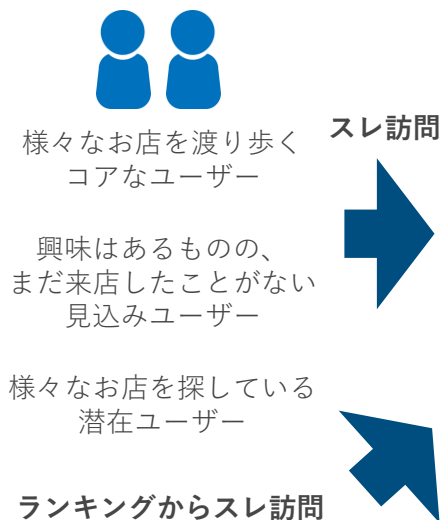 様々なお店を渡り歩く
コアなユーザー
スレ訪問
興味はあるものの、
まだ来店したことがない
見込みユーザー
様々なお店を探している
潜在ユーザー
ランキングからスレ訪問